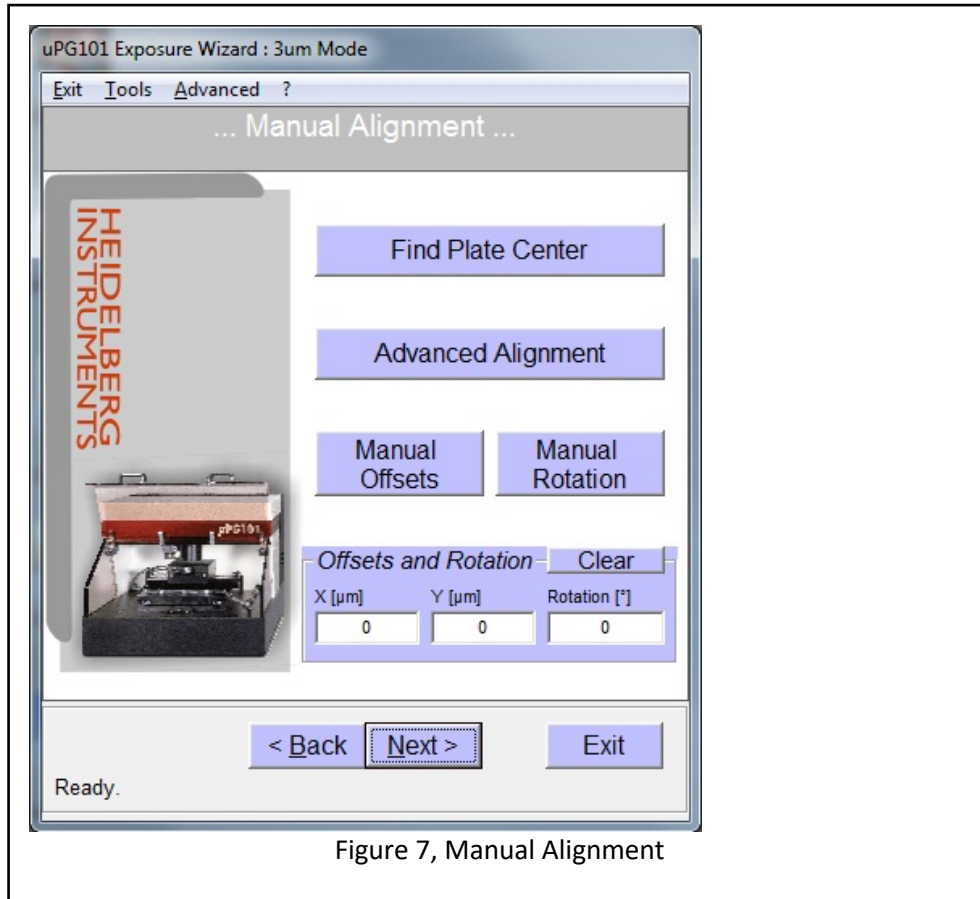 uPG101 Exposure Wizard : 3um Mode
Exit Tools Advanced ?
... Manual Alignment ...
HEIDELBERG
INSTRUMENTS
µPG101
Find Plate Center
Advanced Alignment
Manual
Offsets
Manual
Rotation
Offsets and Rotation Clear
X [µm] Y [µm] Rotation [°]
0 0 0
< Back Next > Exit
Ready.
Figure 7, Manual Alignment